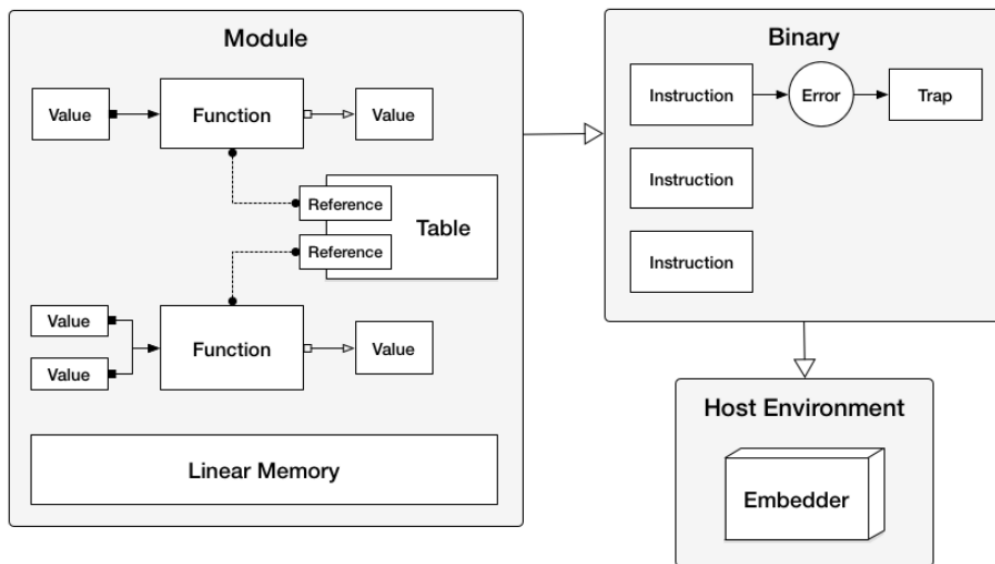 Module
Value
Function
Value
Reference
Table
Reference
Value
Value
Function
Value
Linear Memory
Binary
Instruction
Error
Trap
Instruction
Instruction
Host Environment
Embedder